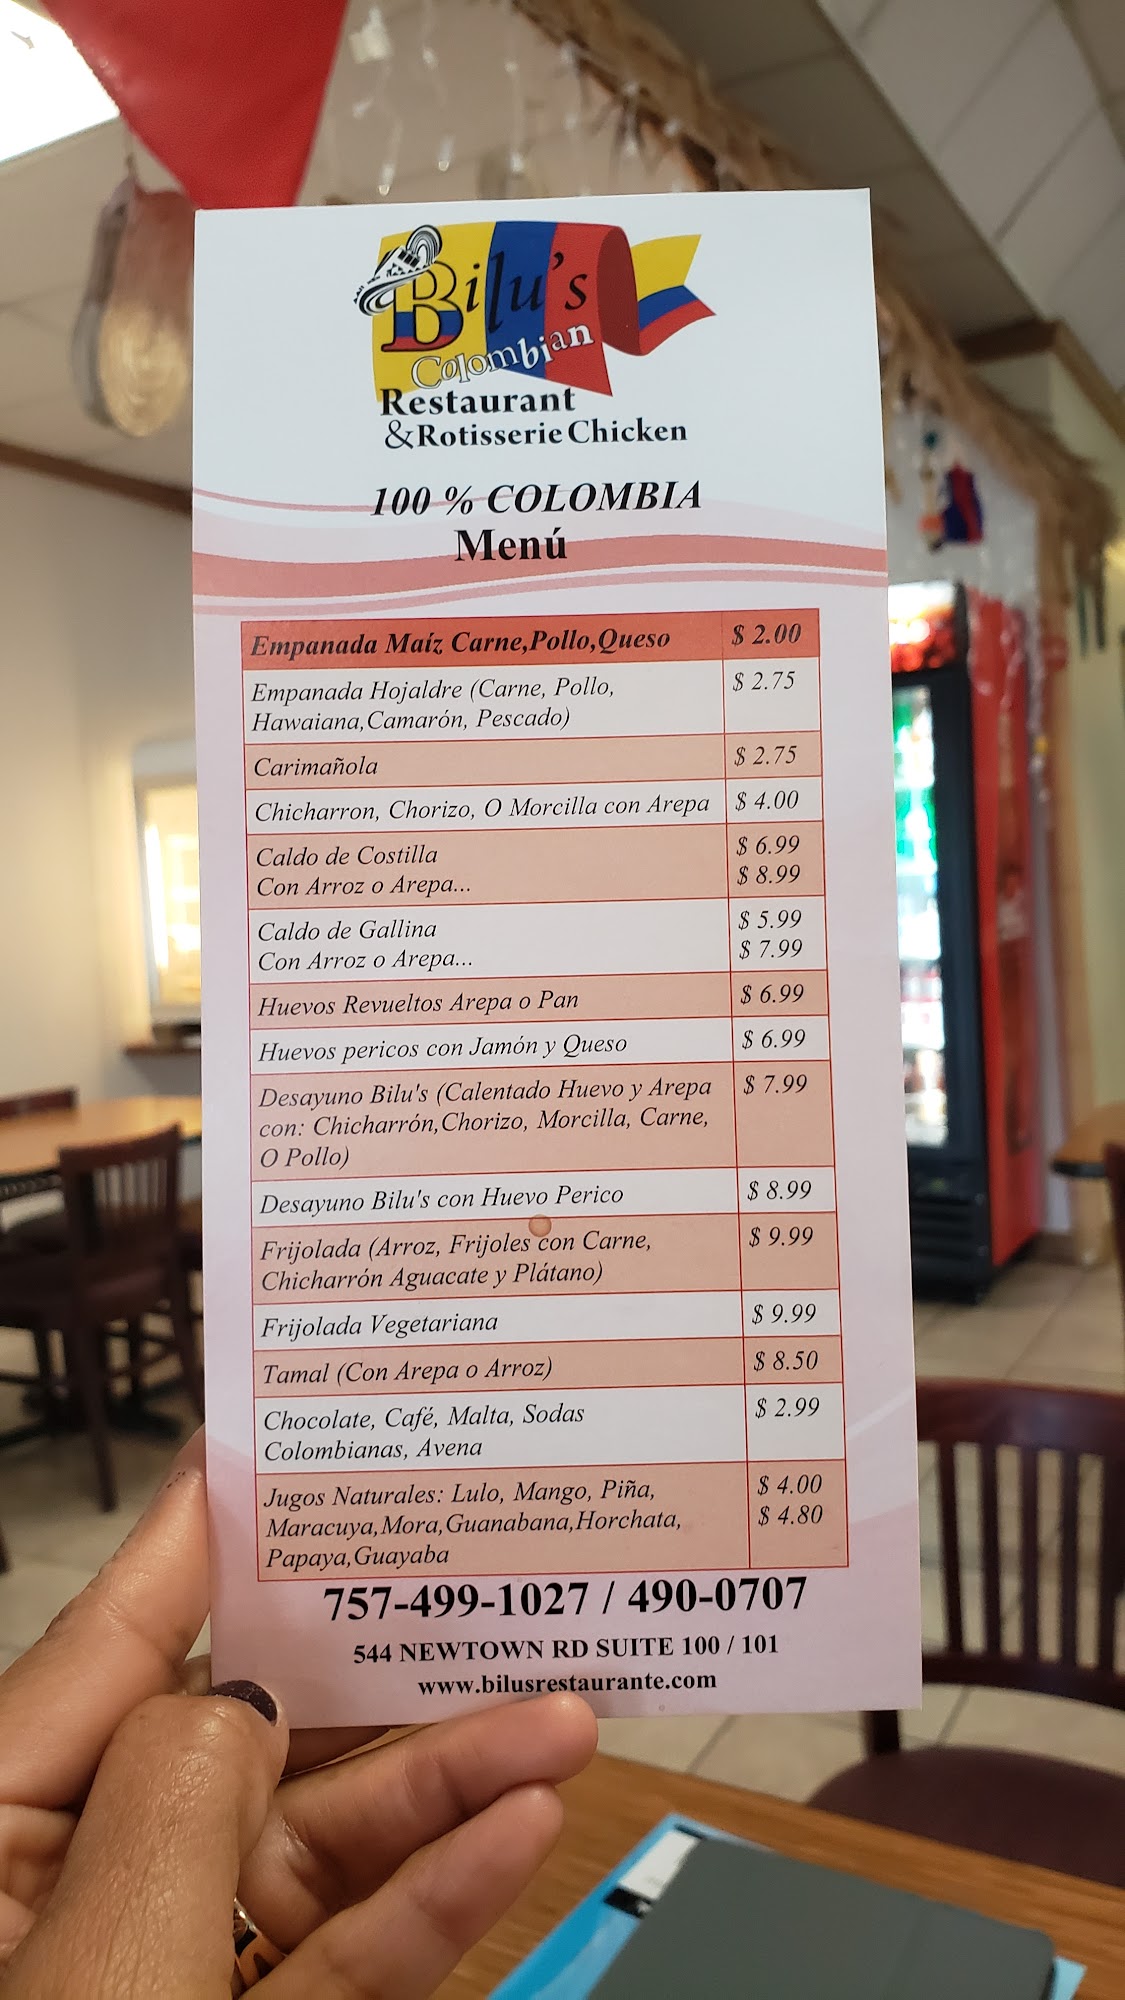 Bilu's
Colombian
Restaurant
&Rotisserie Chicken
100 % COLOMBIA
Menú
Empanada Maíz Carne,Pollo,Queso $ 2.00
Empanada Hojaldre (Carne, Pollo, $ 2.75
Hawaiana,Camarón, Pescado)
Carimañola $ 2.75
Chicharron, Chorizo, O Morcilla con Arepa $ 4.00
Caldo de Costilla $ 6.99
Con Arroz o Arepa... $ 8.99
Caldo de Gallina $ 5.99
Con Arroz o Arepa... $ 7.99
Huevos Revueltos Arepa o Pan $ 6.99
Huevos pericos con Jamón y Queso $ 6.99
Desayuno Bilu's (Calentado Huevo y Arepa $ 7.99
con: Chicharrón,Chorizo, Morcilla, Carne,
O Pollo)
Desayuno Bilu's con Huevo Perico $ 8.99
Frijolada (Arroz, Frijoles con Carne, $ 9.99
Chicharrón Aguacate y Plátano)
Frijolada Vegetariana $ 9.99
Tamal (Con Arepa o Arroz) $ 8.50
Chocolate, Café, Malta, Sodas $ 2.99
Colombianas, Avena
Jugos Naturales: Lulo, Mango, Piña, $ 4.00
Maracuya,Mora,Guanabana,Horchata, $ 4.80
Papaya,Guayaba
757-499-1027 / 490-0707
544 NEWTOWN RD SUITE 100 / 101
www.bilusrestaurante.com